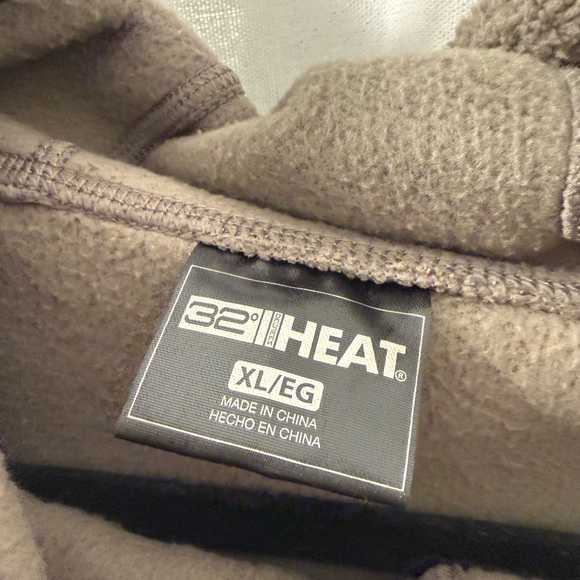 32° DEGREES HEAT®
XL/EG
MADE IN CHINA
HECHO EN CHINA